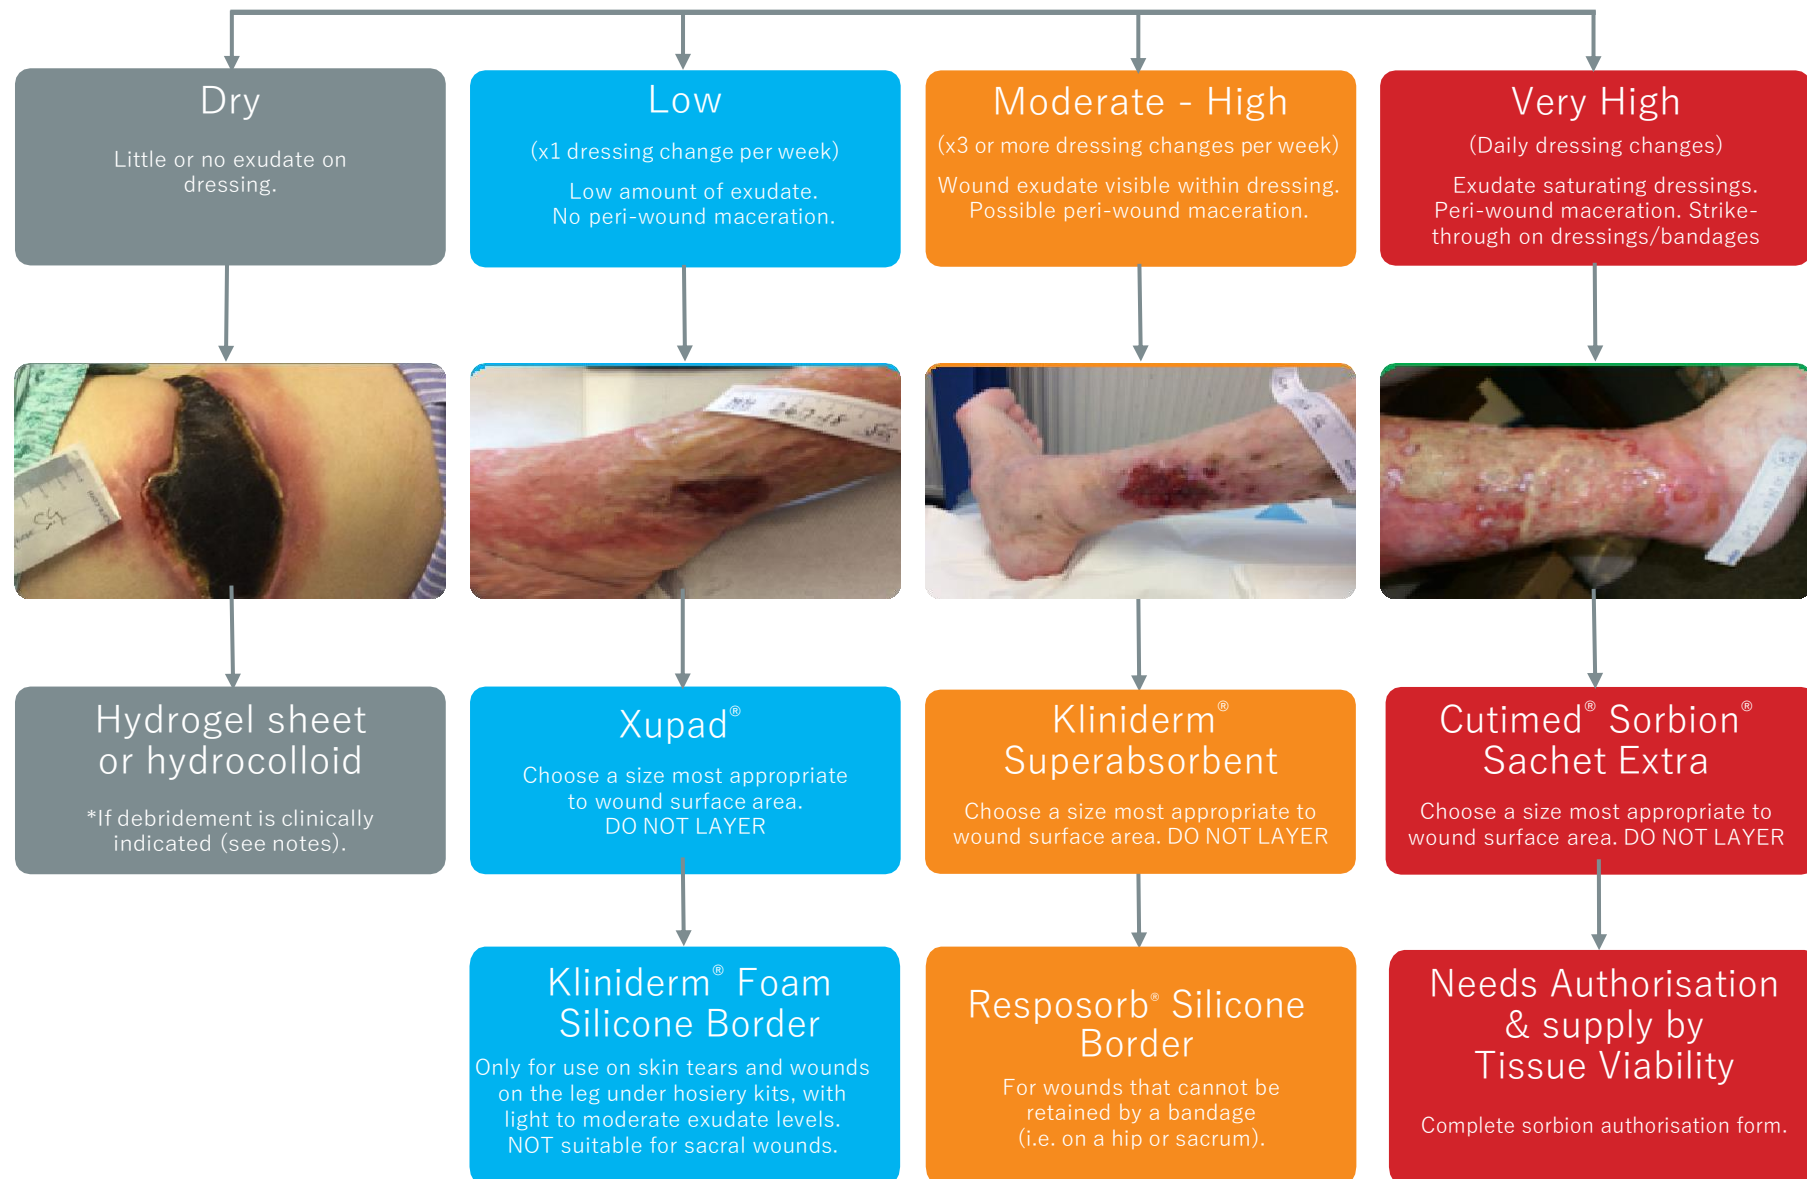 Dry
Little or no exudate on
dressing.
Low
(x1 dressing change per week)
Low amount of exudate.
No peri-wound maceration.
Moderate - High
(x3 or more dressing changes per week)
Wound exudate visible within dressing.
Possible peri-wound maceration.
Very High
(Daily dressing changes)
Exudate saturating dressings.
Peri-wound maceration. Strike-
through on dressings/bandages
Hydrogel sheet
or hydrocolloid
*If debridement is clinically
indicated (see notes).
Xupad®
Choose a size most appropriate
to wound surface area.
DO NOT LAYER
Kliniderm®
Superabsorbent
Choose a size most appropriate to
wound surface area. DO NOT LAYER
Cutimed® Sorbion®
Sachet Extra
Choose a size most appropriate to
wound surface area. DO NOT LAYER
Kliniderm® Foam
Silicone Border
Only for use on skin tears and wounds
on the leg under hosiery kits, with
light to moderate exudate levels.
NOT suitable for sacral wounds.
Resposorb® Silicone
Border
For wounds that cannot be
retained by a bandage
(i.e. on a hip or sacrum).
Needs Authorisation
& supply by
Tissue Viability
Complete sorbion authorisation form.